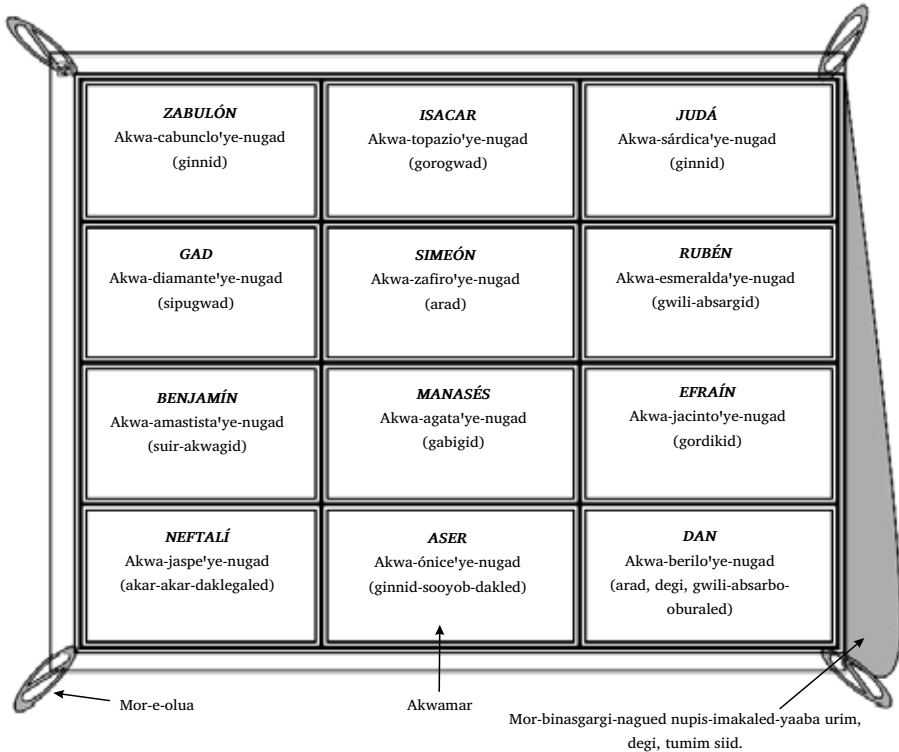 ZABULÓN
Akwa-cabunclo'ye-nugad
(ginnid)
ISACAR
Akwa-topazio'ye-nugad
(gorogwad)
JUDÁ
Akwa-sárdica'ye-nugad
(ginnid)
GAD
Akwa-diamante'ye-nugad
(sipugwad)
SIMEÓN
Akwa-zafiro'ye-nugad
(arad)
RUBÉN
Akwa-esmeralda'ye-nugad
(gwili-absargid)
BENJAMÍN
Akwa-amastista'ye-nugad
(suir-akwagid)
MANASÉS
Akwa-agata'ye-nugad
(gabigid)
EFRAÍN
Akwa-jacinto'ye-nugad
(gordikid)
NEFTALÍ
Akwa-jaspe'ye-nugad
(akar-akar-daklegaled)
ASER
Akwa-ónice'ye-nugad
(ginnid-sooyob-dakled)
DAN
Akwa-berilo'ye-nugad
(arad, degi, gwili-absarbo-
oburaled)
Mor-e-olua
Akwamar
Mor-binasgargi-nagued nupis-imakaled-yaaba urim,
degi, tumim siid.